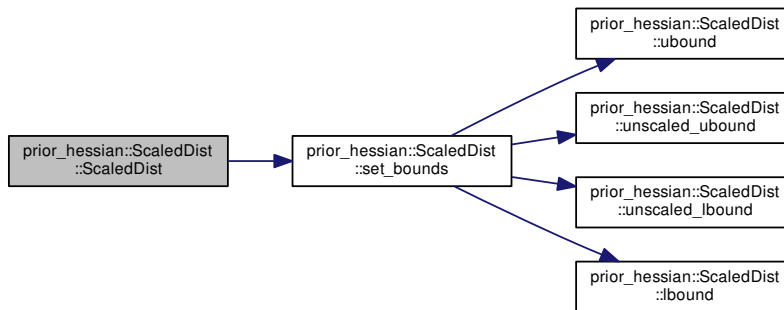 prior_hessian::ScaledDist
::ScaledDist
prior_hessian::ScaledDist
::set_bounds
prior_hessian::ScaledDist
::ubound
prior_hessian::ScaledDist
::unscaled_ubound
prior_hessian::ScaledDist
::unscaled_lbound
prior_hessian::ScaledDist
::lbound